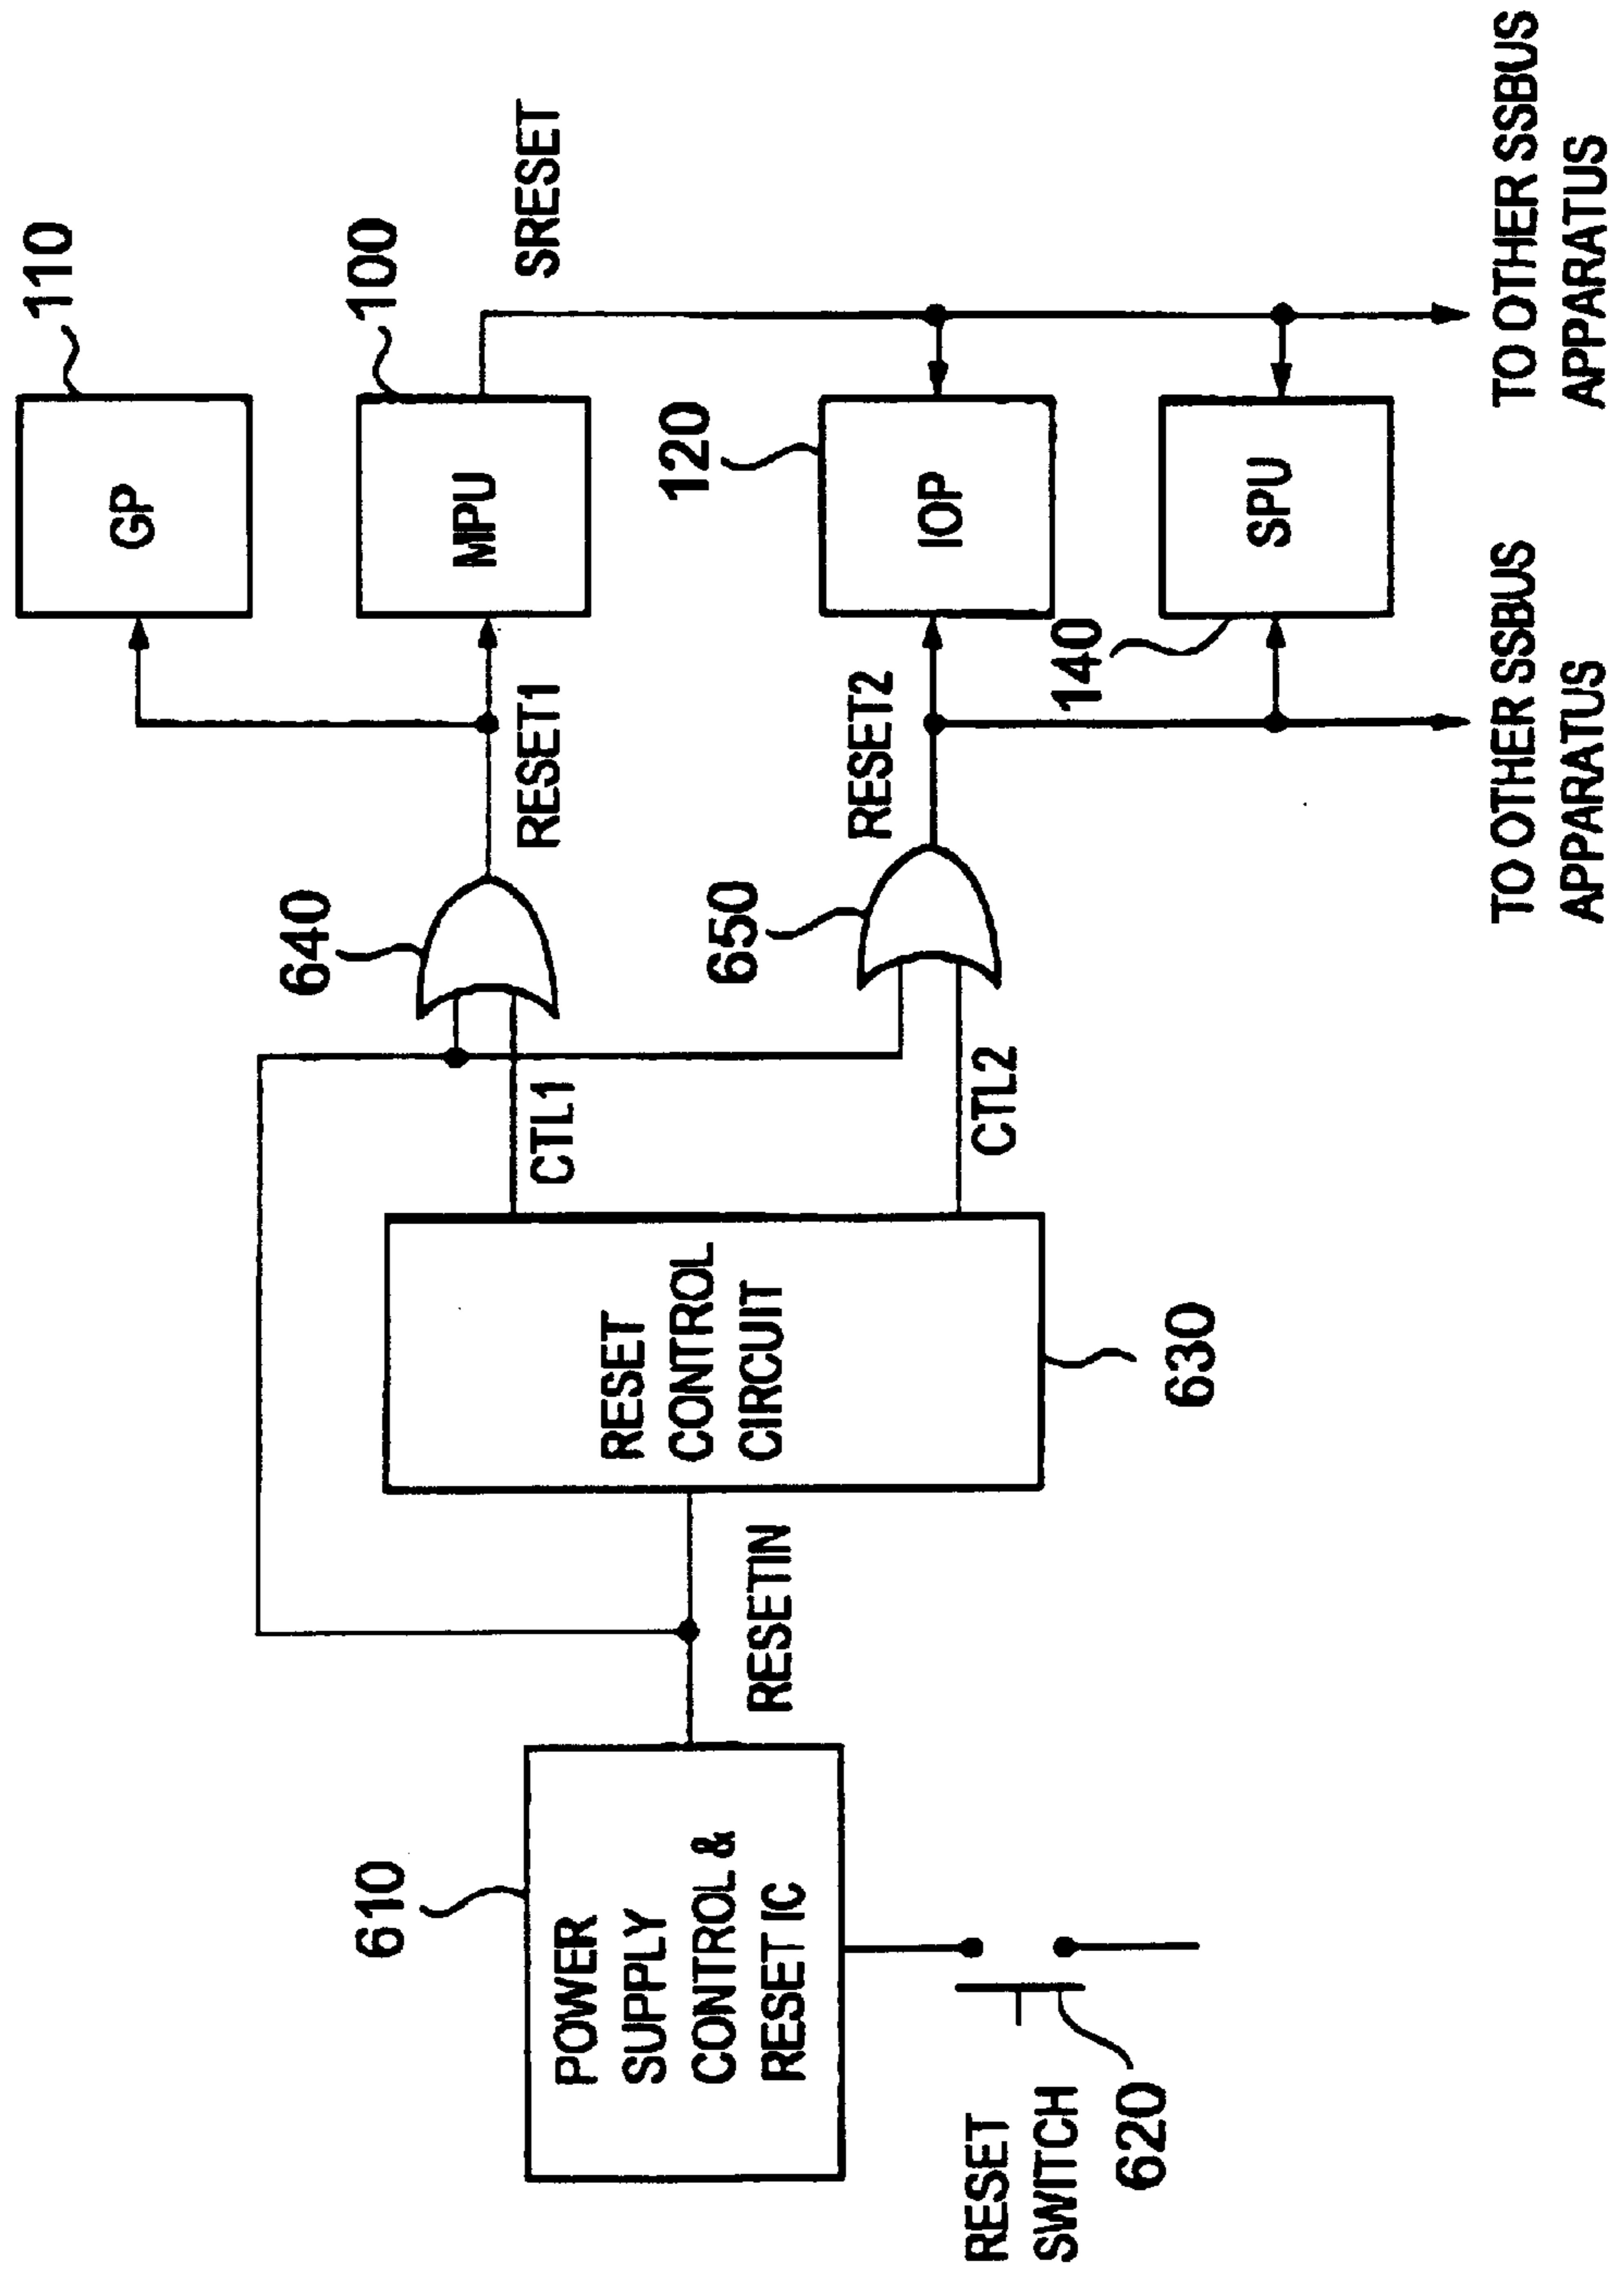 110
GP
100
MPU
SRESET
640
RESET1
120
IOP
650
RESET2
140
SPU
CTL1
CTL2
RESET
CONTROL
CIRCUIT
630
610
POWER
SUPPLY
CONTROL &
RESET IC
RESETIN
RESET
SWITCH
620
TO OTHER SSBUS
APPARATUS
TO OTHER SSBUS
APPARATUS